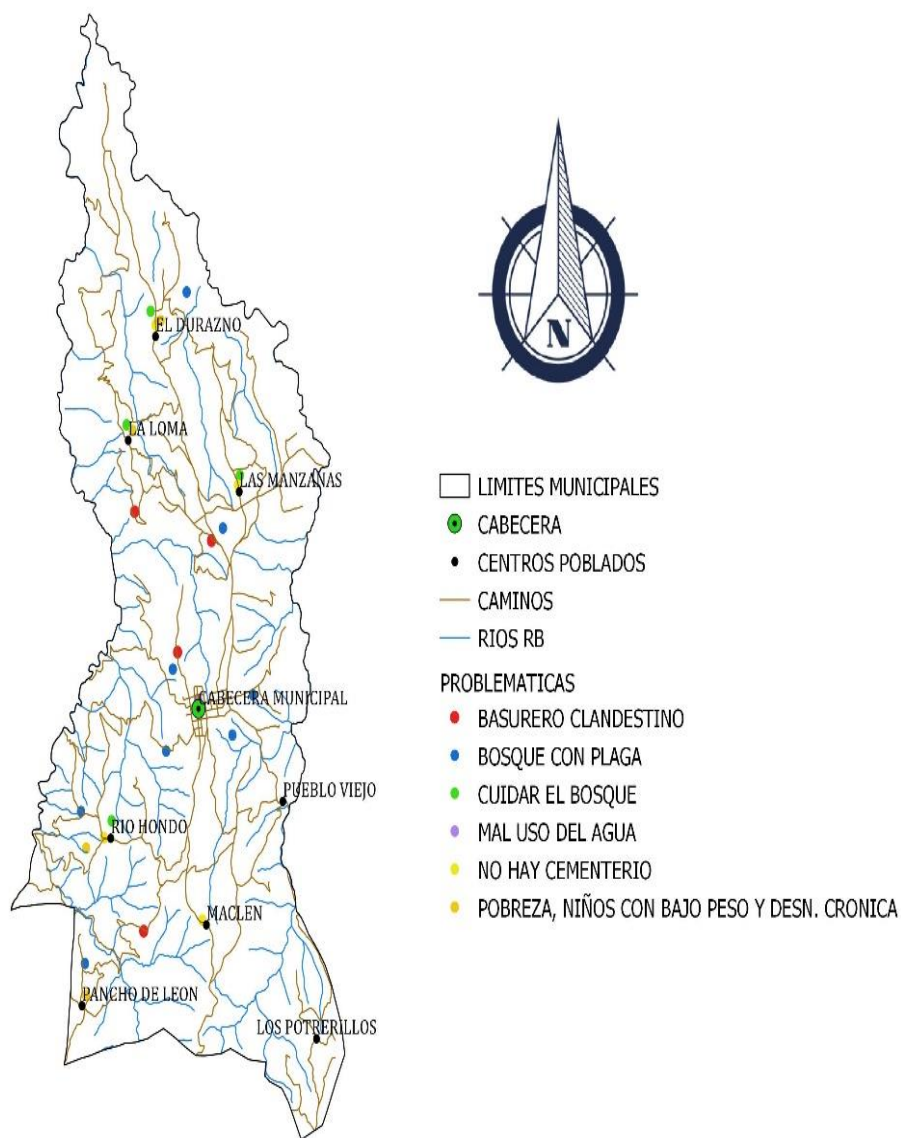 EL DURAZNO
LA LOMA
LAS MANZANAS
CABECERA MUNICIPAL
PUEBLO VIEJO
RIO HONDO
MACLEN
PANCHO DE LEON
LOS POTRERILLOS
N
LIMITES MUNICIPALES
CABECERA
CENTROS POBLADOS
CAMINOS
RIOS RB
PROBLEMATICAS
BASURERO CLANDESTINO
BOSQUE CON PLAGA
CUIDAR EL BOSQUE
MAL USO DEL AGUA
NO HAY CEMENTERIO
POBREZA, NIÑOS CON BAJO PESO Y DESN. CRONICA